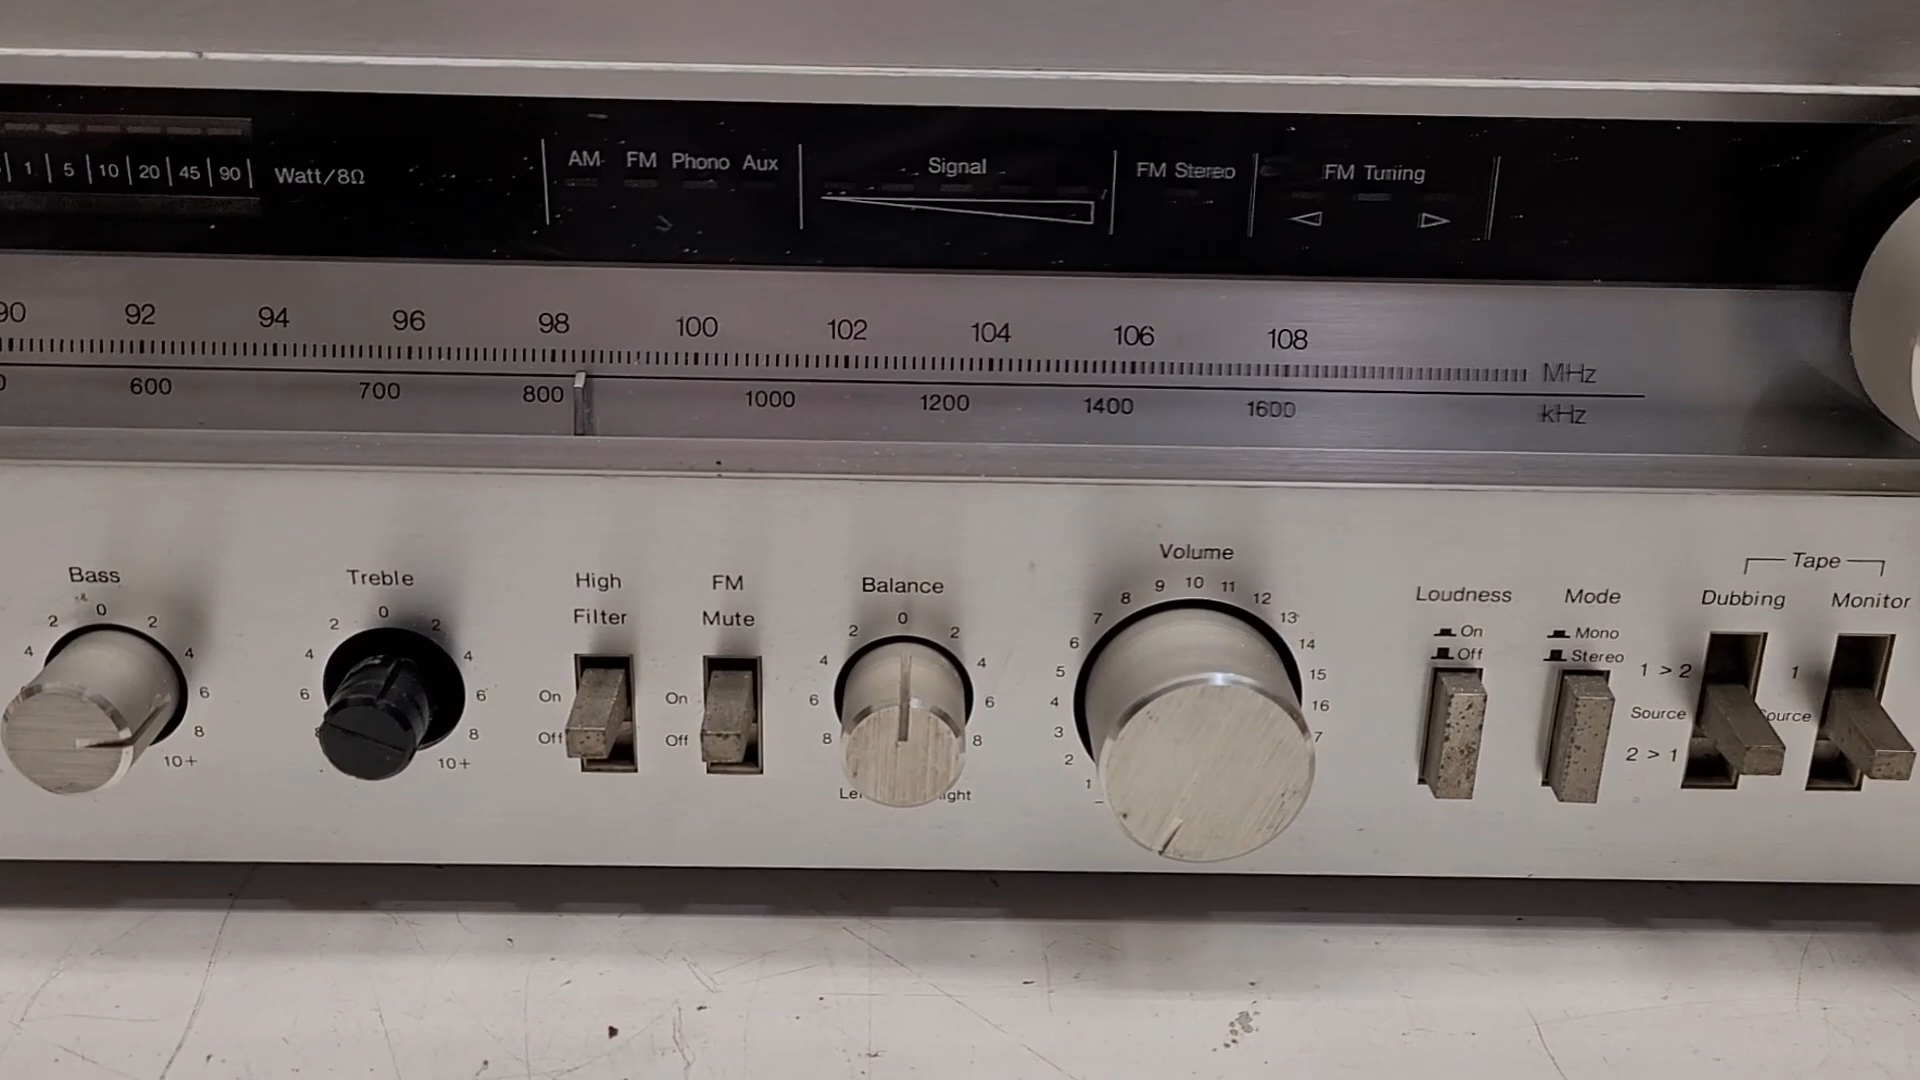 1 5 10 20 45 90 Watt/8Ω
AM FM Phono Aux
Signal
FM Stereo
FM Tuning
90 92 94 96 98 100 102 104 106 108 MHz
600 700 800 1000 1200 1400 1600 kHz
Bass
4 2 0 2 4 6 8 10+
Treble
6 4 2 0 2 4 6 8 10+
High
Filter
On
Off
FM
Mute
On
Off
Balance
8 6 4 2 0 2 4 6 8
Volume
1 2 3 4 5 6 7 8 9 10 11 12 13 14 15 16
Loudness
On
Off
Mode
Mono
Stereo
Tape
Dubbing
1 > 2
Source
2 > 1
Monitor
1